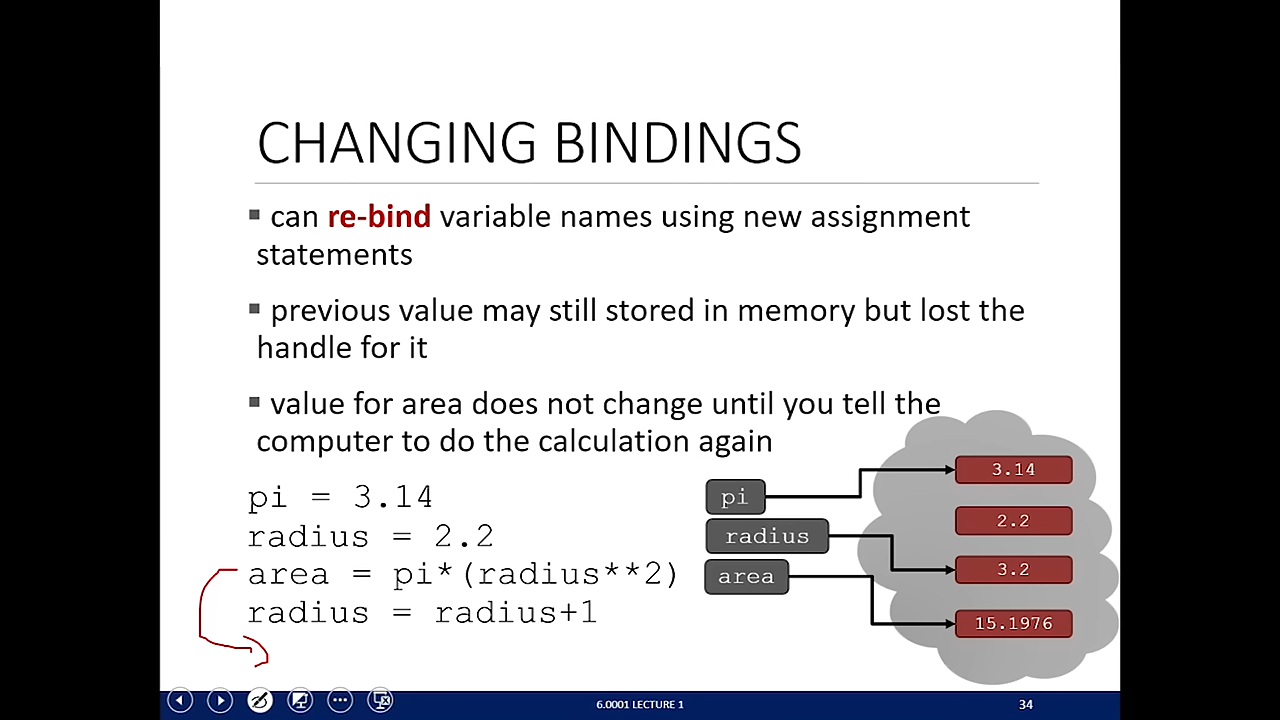 CHANGING BINDINGS
▪ can re-bind variable names using new assignment
statements
▪ previous value may still stored in memory but lost the
handle for it
▪ value for area does not change until you tell the
computer to do the calculation again
pi = 3.14
radius = 2.2
area = pi*(radius**2)
radius = radius+1
pi
radius
area
3.14
2.2
3.2
15.1976
6.0001 LECTURE 1
34